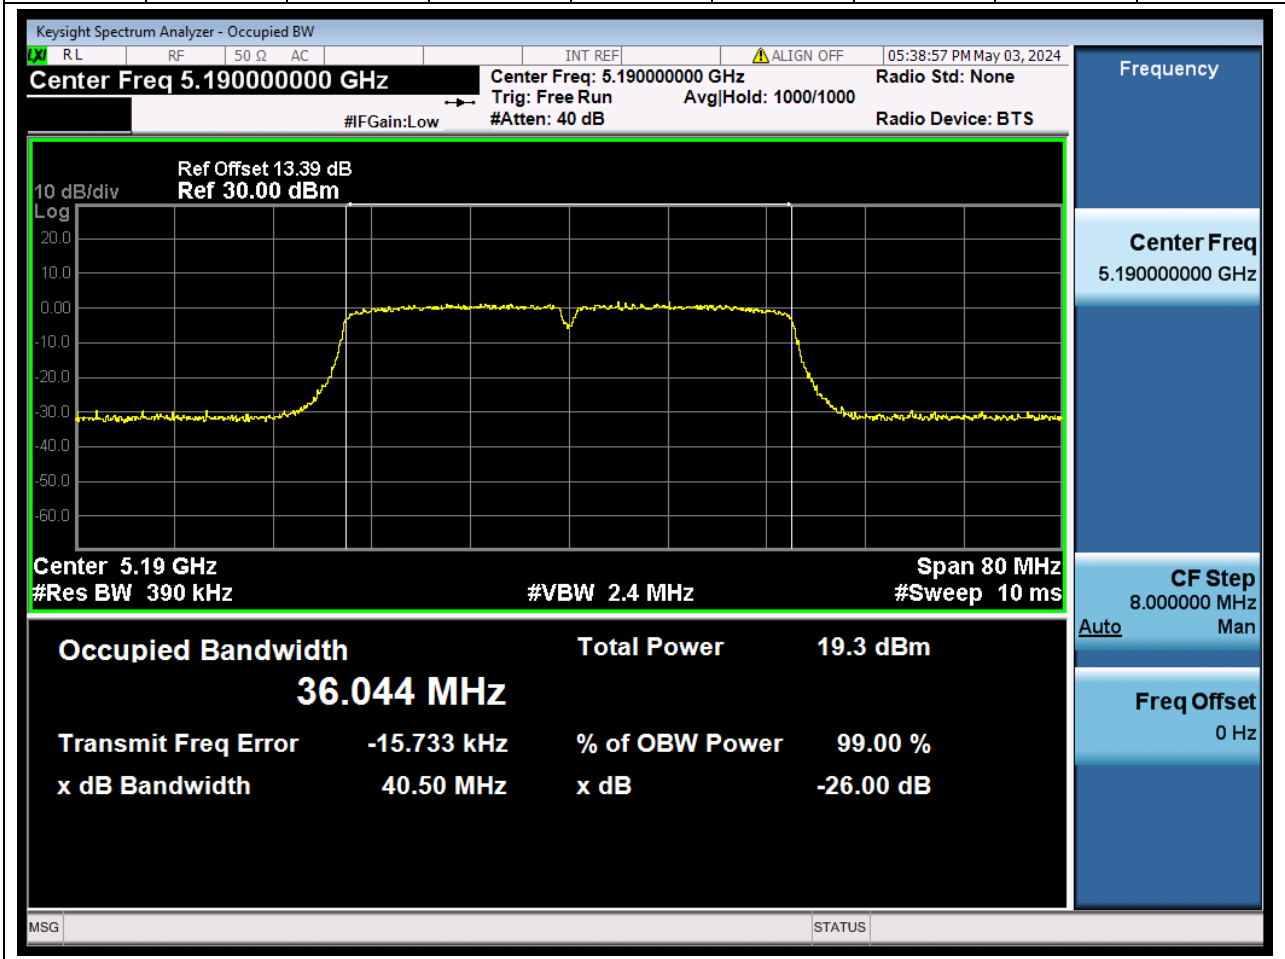 Keysight Spectrum Analyzer - Occupied BW
LXI RL RF 50 Ω AC INT REF ALIGN OFF 05:38:57 PM May 03, 2024
Center Freq 5.190000000 GHz
Center Freq: 5.190000000 GHz
Radio Std: None
Trig: Free Run Avg|Hold: 1000/1000
#IFGain:Low
#Atten: 40 dB
Radio Device: BTS
Ref Offset 13.39 dB
10 dB/div Ref 30.00 dBm
Log
20.0
10.0
0.00
-10.0
-20.0
-30.0
-40.0
-50.0
-60.0
Center 5.19 GHz Span 80 MHz
#Res BW 390 kHz #VBW 2.4 MHz #Sweep 10 ms
Occupied Bandwidth Total Power 19.3 dBm
36.044 MHz
Transmit Freq Error -15.733 kHz % of OBW Power 99.00 %
x dB Bandwidth 40.50 MHz x dB -26.00 dB
Frequency
Center Freq
5.190000000 GHz
CF Step
8.000000 MHz
Auto Man
Freq Offset
0 Hz
MSG STATUS